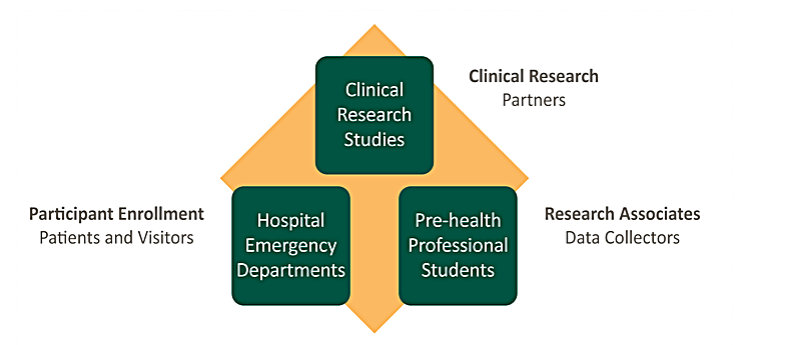 Clinical
Research
Studies
Clinical Research
Partners
Participant Enrollment
Patients and Visitors
Hospital
Emergency
Departments
Pre-health
Professional
Students
Research Associates
Data Collectors